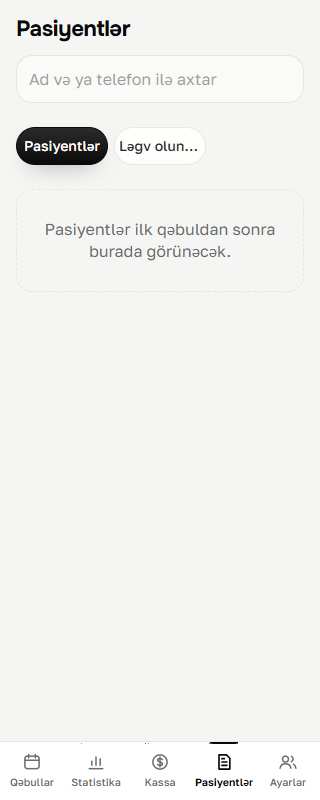 Pasiyentlər
Ad və ya telefon ilə axtar
Pasiyentlər
Ləğv olun...
Pasiyentlər ilk qəbuldan sonra
burada görünəcək.
Qəbullar
Statistika
Kassa
Pasiyentlər
Ayarlar